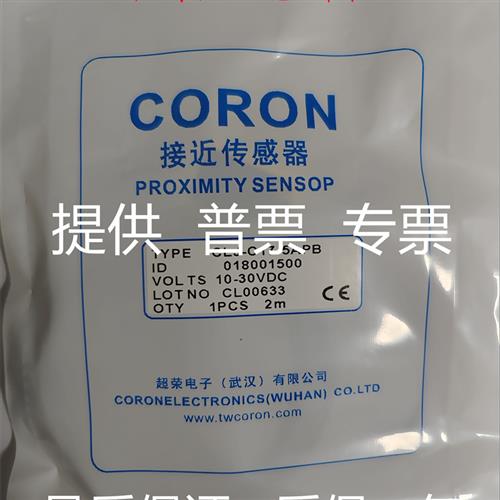 CORON
接近传感器
PROXIMITY SENSOP
提供 普票 专票
TYPE
ID 018001500
VOLTS 10-30VDC
LOT NO CL00633
QTY 1PCS 2m CE
超荣电子(武汉)有限公司
CORONELECTRONICS(WUHAN) CO.LTD
www.twcoron.com